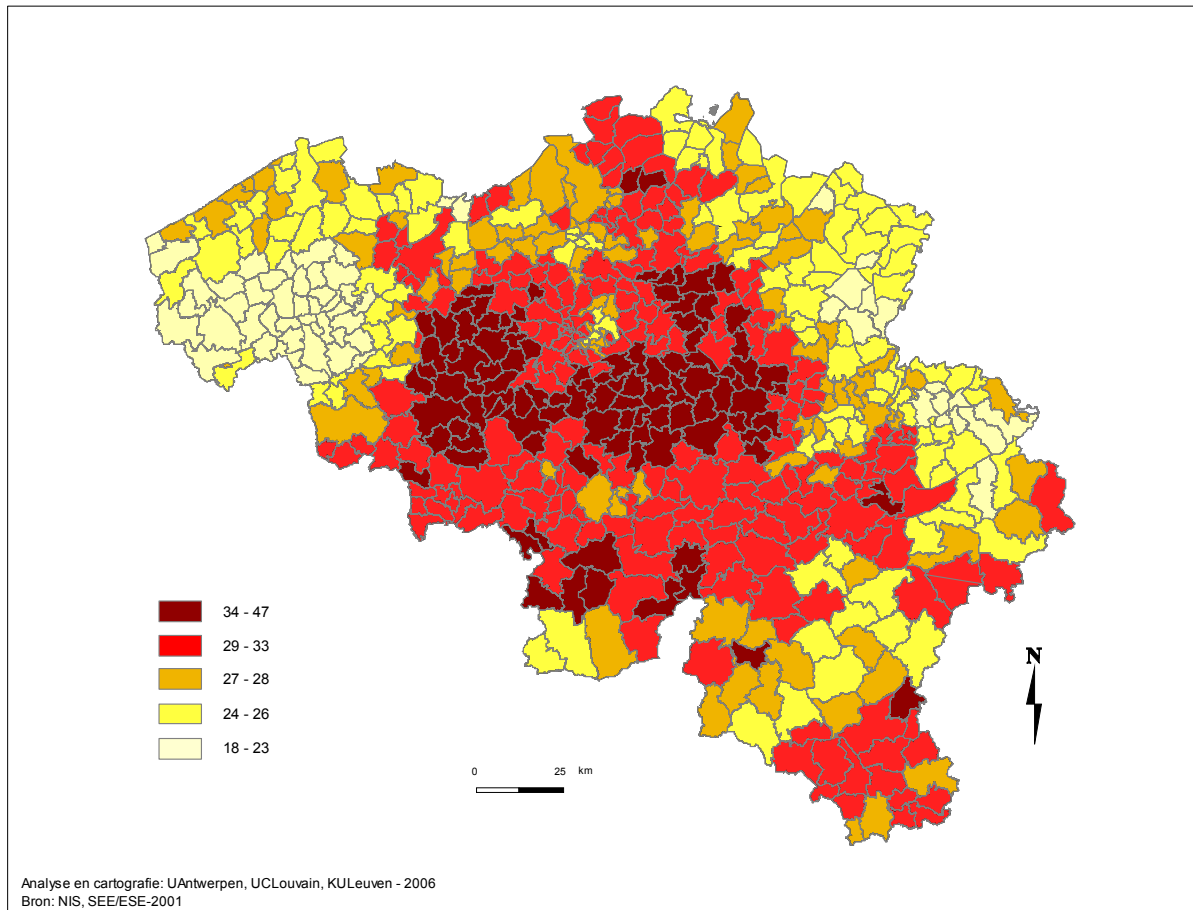 34 - 47
29 - 33
27 - 28
24 - 26
18 - 23
N
0 25 km
Analyse en cartografie: UAntwerpen, UCLouvain, KULeuven - 2006
Bron: NIS, SEE/ESE-2001